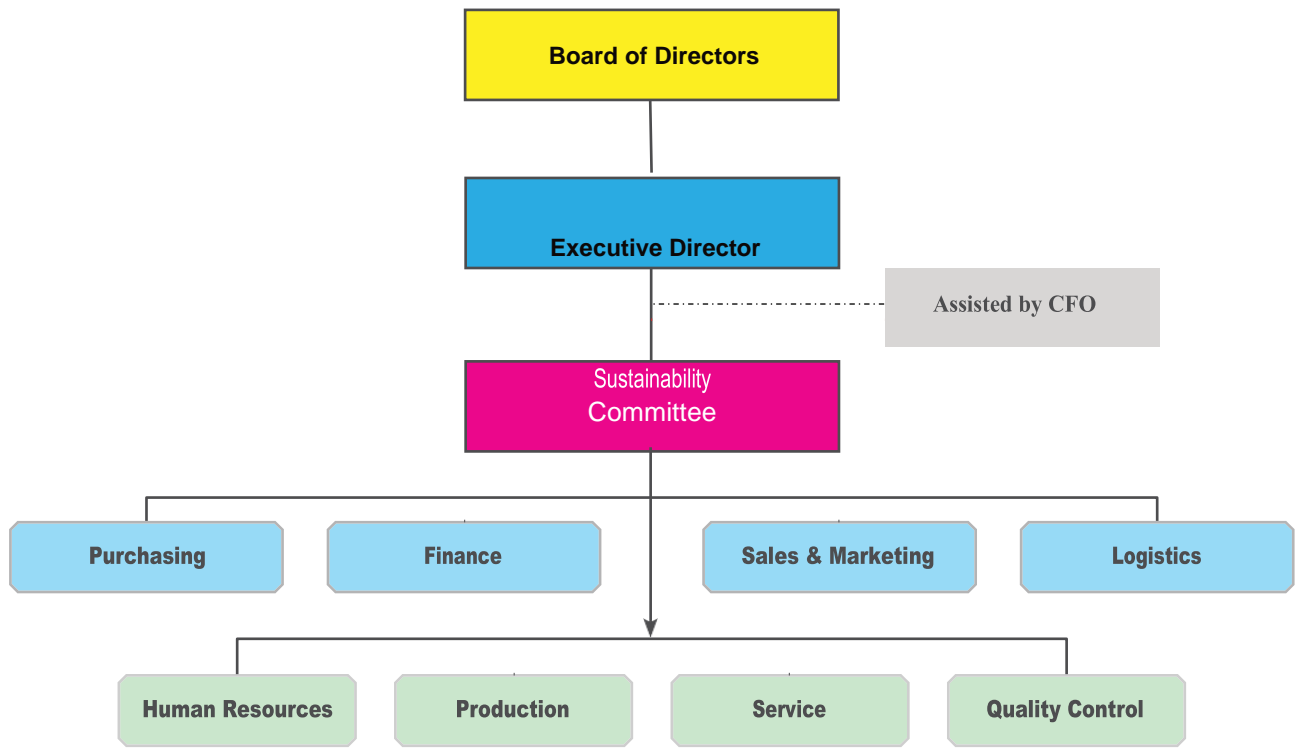 Board of Directors
Executive Director
Assisted by CFO
Sustainability
Committee
Purchasing
Finance
Sales & Marketing
Logistics
Human Resources
Production
Service
Quality Control